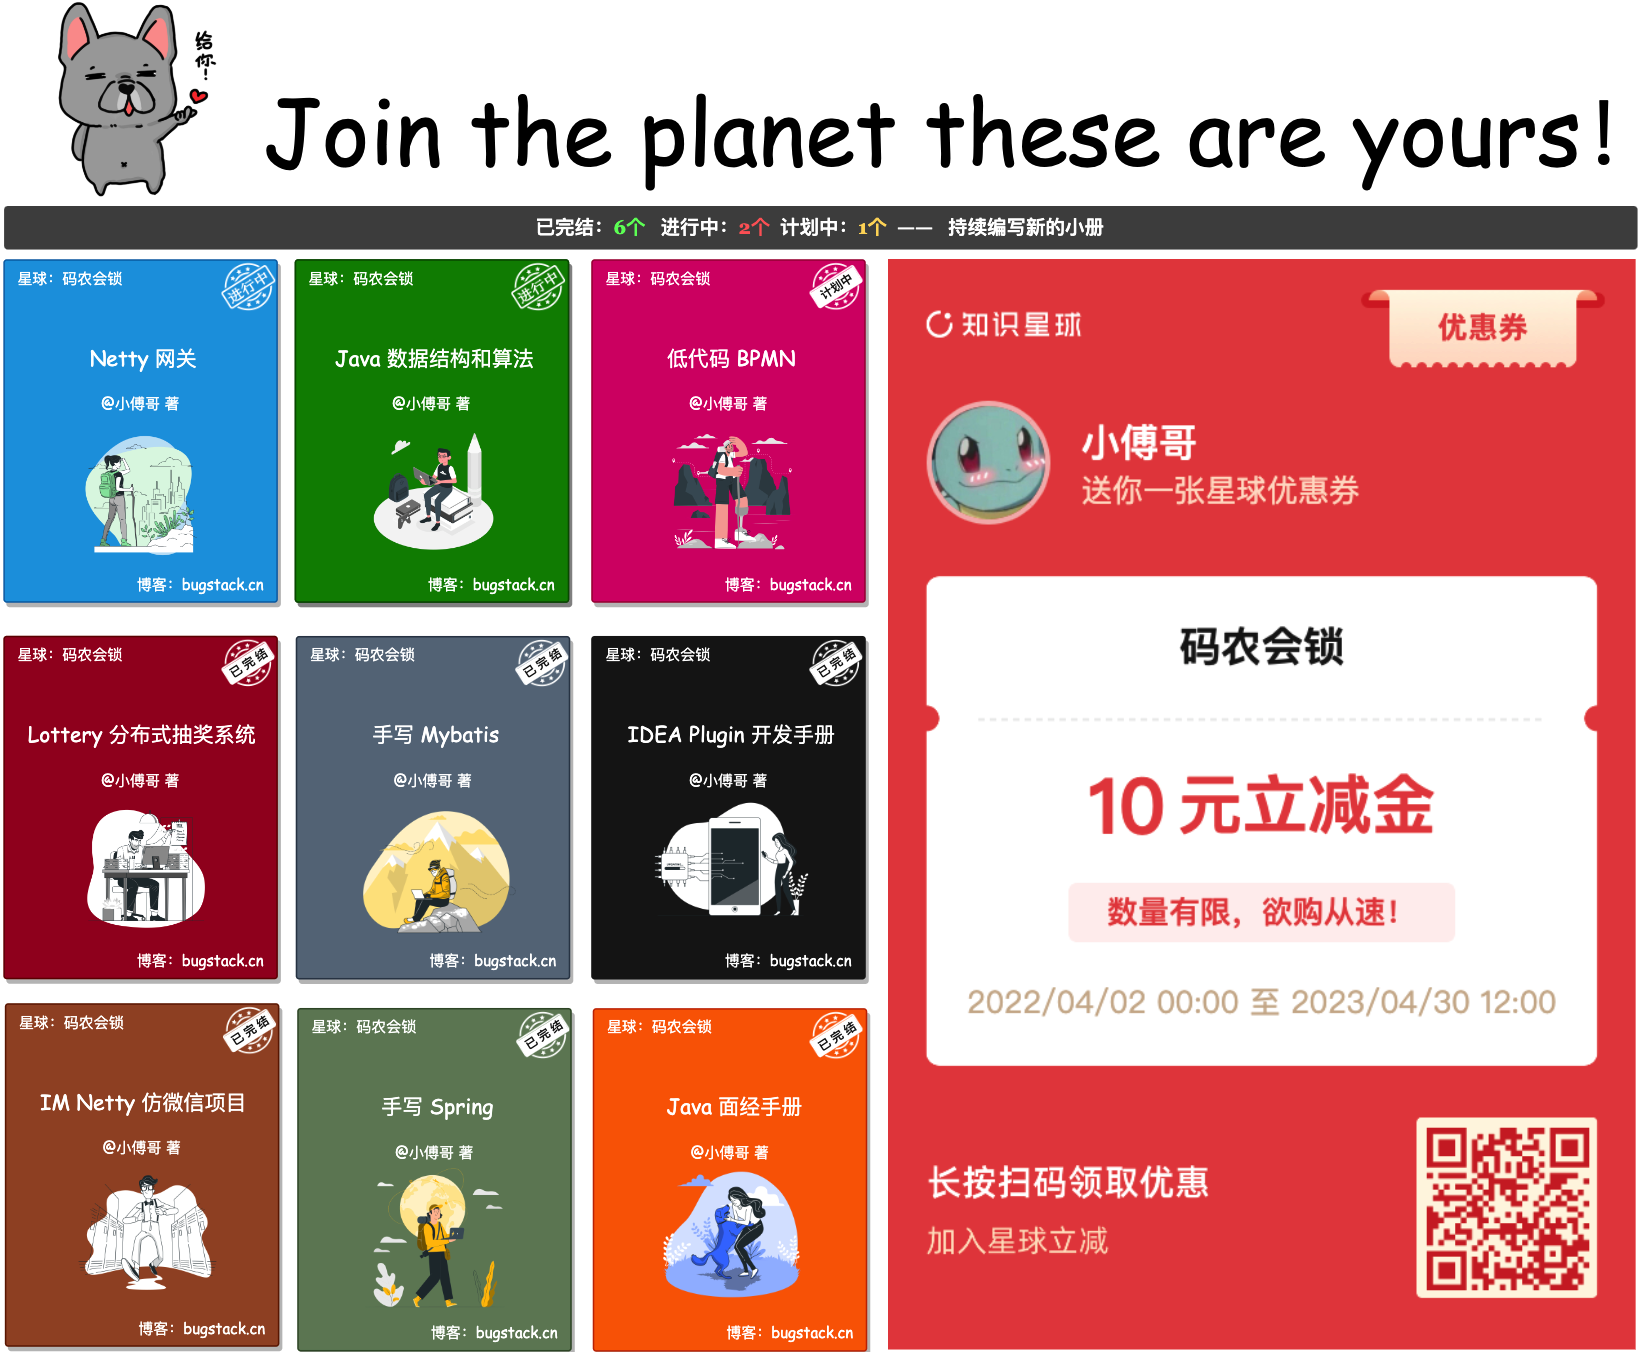 给
你!
Join the planet these are yours!
已完结：6个 进行中：2个 计划中：1个 —— 持续编写新的小册
星球：码农会锁
进行中
Netty 网关
@小傅哥 著
博客：bugstack.cn
星球：码农会锁
进行中
Java 数据结构和算法
@小傅哥 著
博客：bugstack.cn
星球：码农会锁
计划中
低代码 BPMN
@小傅哥 著
博客：bugstack.cn
星球：码农会锁
已完结
Lottery 分布式抽奖系统
@小傅哥 著
博客：bugstack.cn
星球：码农会锁
已完结
手写 Mybatis
@小傅哥 著
博客：bugstack.cn
星球：码农会锁
已完结
IDEA Plugin 开发手册
@小傅哥 著
博客：bugstack.cn
星球：码农会锁
已完结
IM Netty 仿微信项目
@小傅哥 著
博客：bugstack.cn
星球：码农会锁
已完结
手写 Spring
@小傅哥 著
博客：bugstack.cn
星球：码农会锁
已完结
Java 面经手册
@小傅哥 著
博客：bugstack.cn
知识星球
优惠券
小傅哥
送你一张星球优惠券
码农会锁
10 元立减金
数量有限，欲购从速！
2022/04/02 00:00 至 2023/04/30 12:00
长按扫码领取优惠
加入星球立减